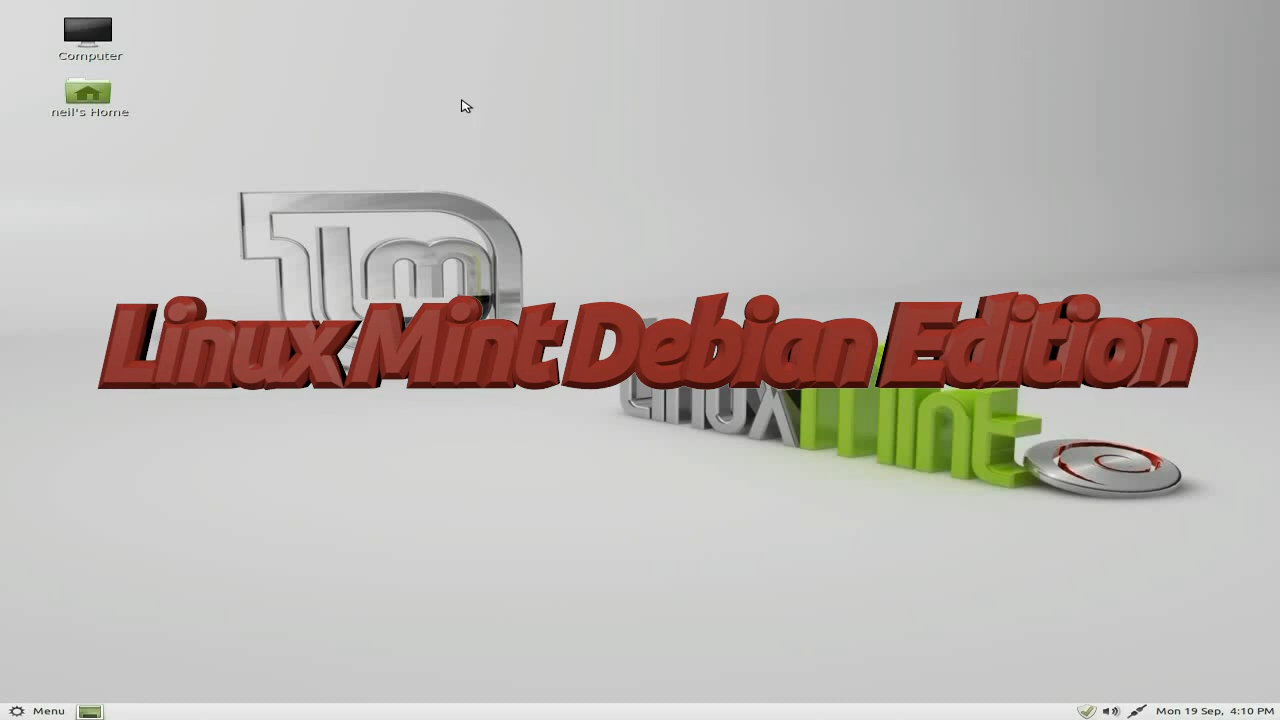 Computer
neil's Home
Linux Mint Debian Edition
Linux Mint
Menu
Mon 19 Sep, 4:10 PM